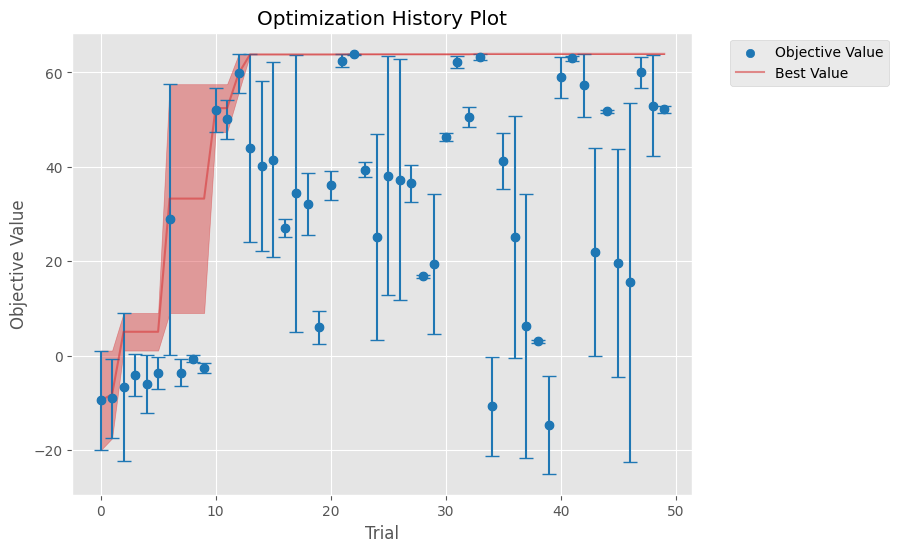 Optimization History Plot
Objective Value
Best Value
60
40
20
0
−20
Objective Value
0 10 20 30 40 50
Trial